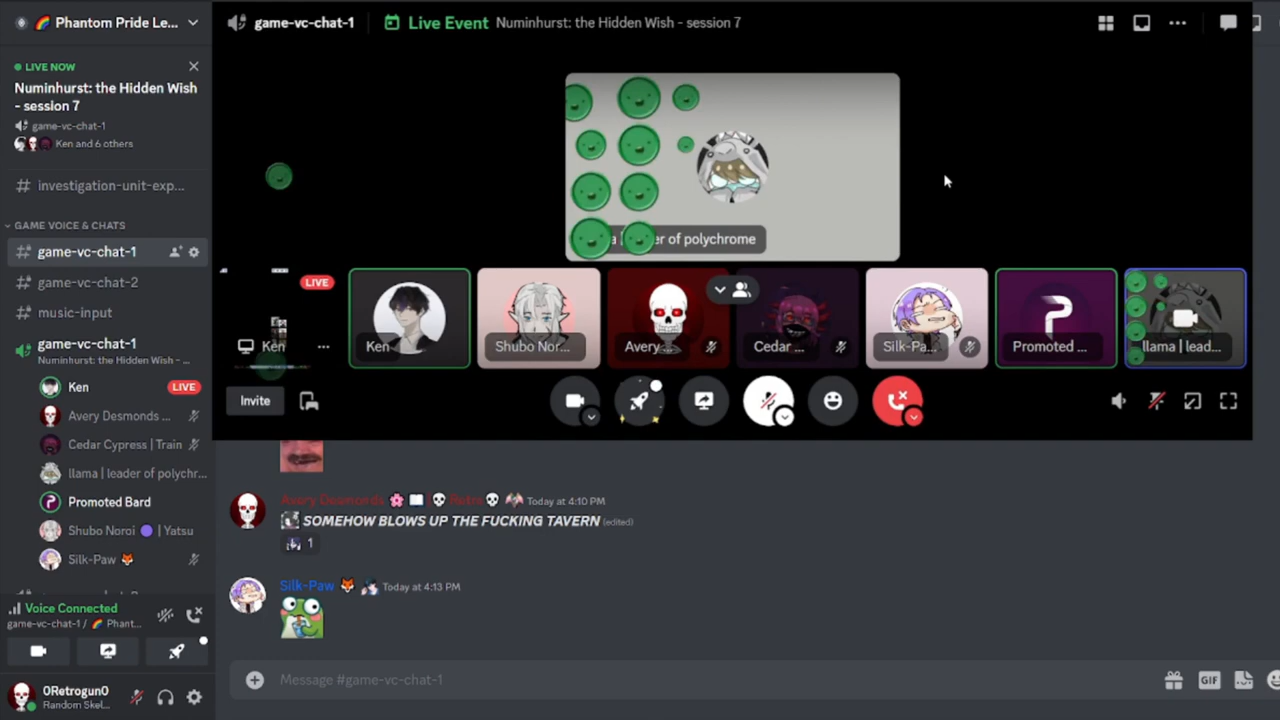 Phantom Pride Le...
LIVE NOW
Numinhurst: the Hidden Wish
- session 7
game-vc-chat-1
Ken and 6 others
investigation-unit-exp...
GAME VOICE & CHATS
game-vc-chat-1
game-vc-chat-2
music-input
game-vc-chat-1
Numinhurst: the Hidden Wish - ...
Ken
LIVE
Avery Desmonds ...
Cedar Cypress | Train
llama | leader of polychr...
Promoted Bard
Shubo Noroi | Yatsu
Silk-Paw
Voice Connected
game-vc-chat-1 / Phant...
0Retrogun0
Random Skel...
game-vc-chat-1
Live Event
Numinhurst: the Hidden Wish - session 7
er of polychrome
LIVE
Ken
Ken
Shubo Nor...
Avery ...
Cedar ...
Silk-Pa...
Promoted ...
llama | lead...
Invite
Avery Desmonds Retro Today at 4:10 PM
SOMEHOW BLOWS UP THE FUCKING TAVERN (edited)
1
Silk-Paw Today at 4:13 PM
Message #game-vc-chat-1
GIF